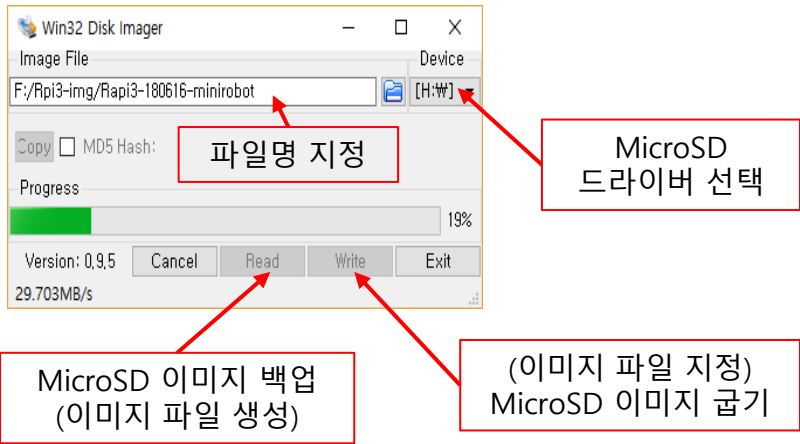 Win32 Disk Imager
Image File
Device
F:/Rpi3-img/Rapi3-180616-minirobot
[H:₩]
Copy
MD5 Hash:
파일명 지정
MicroSD
드라이버 선택
Progress
19%
Version: 0,9,5
Cancel
Read
Write
Exit
29.703MB/s
MicroSD 이미지 백업
(이미지 파일 생성)
(이미지 파일 지정)
MicroSD 이미지 굽기